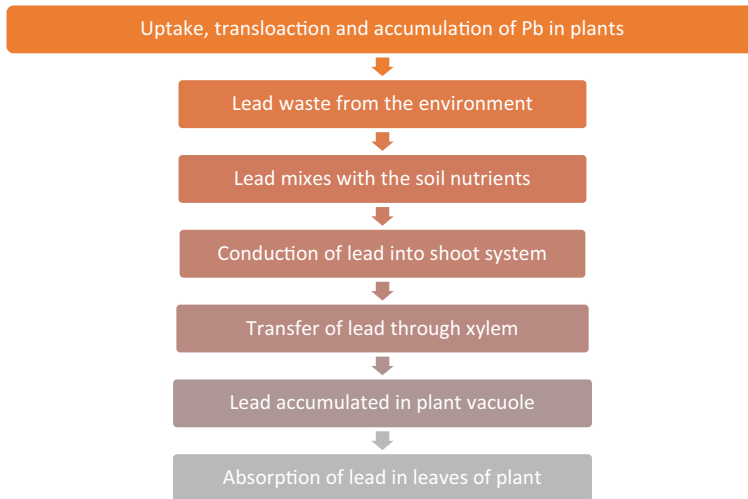 Uptake, transloaction and accumulation of Pb in plants
Lead waste from the environment
Lead mixes with the soil nutrients
Conduction of lead into shoot system
Transfer of lead through xylem
Lead accumulated in plant vacuole
Absorption of lead in leaves of plant